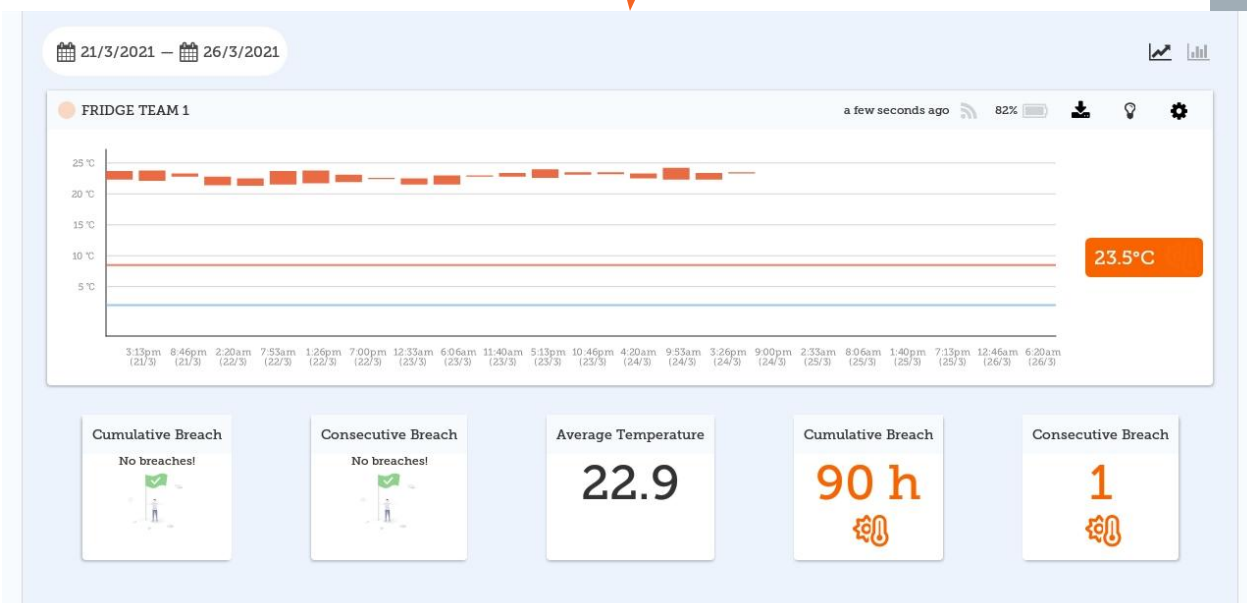 21/3/2021 — 26/3/2021
FRIDGE TEAM 1
a few seconds ago 82%
25 °C
20 °C
15 °C
10 °C
5 °C
23.5°C
3:13pm 8:46pm 2:20am 7:53am 1:26pm 7:00pm 12:33am 6:06am 11:40am 5:13pm 10:46pm 4:20am 9:53am 3:26pm 9:00pm 2:33am 8:06am 1:40pm 7:13pm 12:46am 6:20am
(21/3) (21/3) (22/3) (22/3) (22/3) (22/3) (23/3) (23/3) (23/3) (23/3) (23/3) (24/3) (24/3) (24/3) (24/3) (25/3) (25/3) (25/3) (25/3) (26/3) (26/3)
Cumulative Breach
No breaches!
Consecutive Breach
No breaches!
Average Temperature
22.9
Cumulative Breach
90 h
Consecutive Breach
1